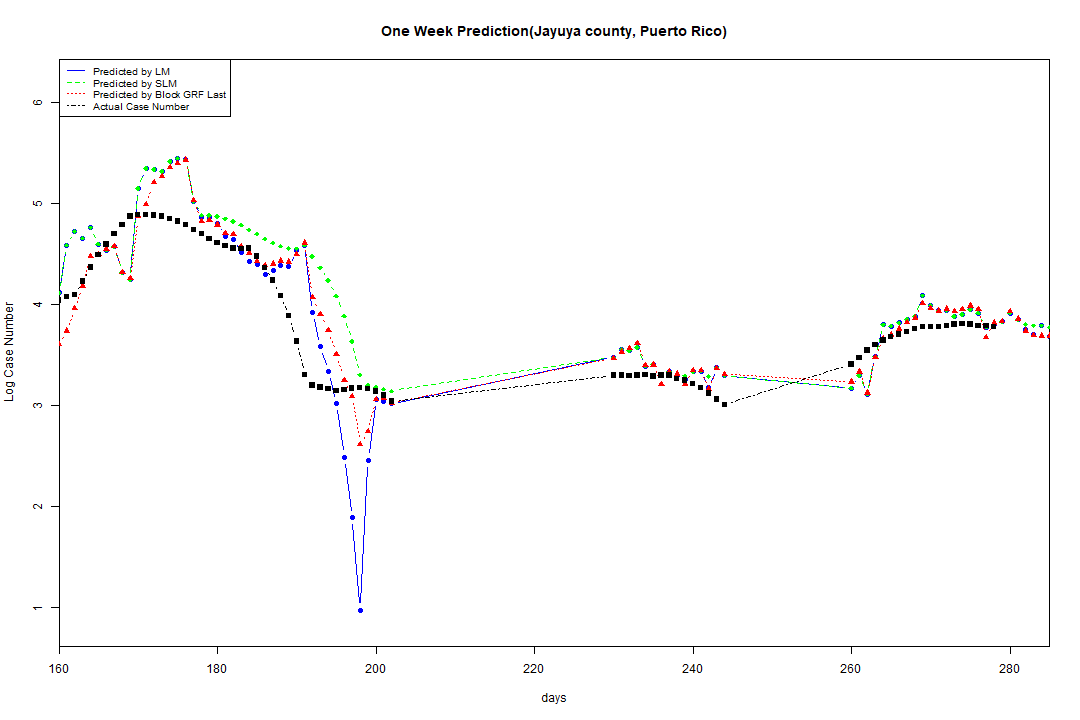 One Week Prediction(Jayuya county, Puerto Rico)
Predicted by LM
Predicted by SLM
Predicted by Block GRF Last
Actual Case Number
6
5
4
3
2
1
Log Case Number
160
180
200
220
240
260
280
days